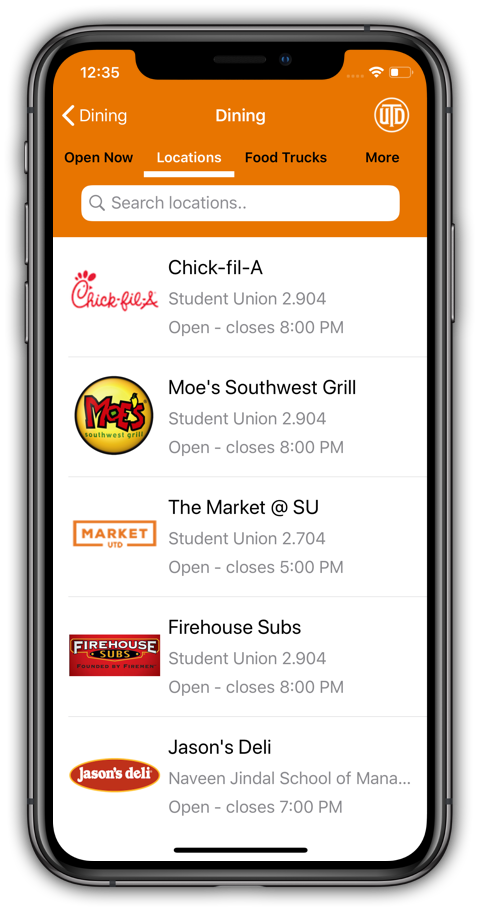 12:35
Dining
Dining
UTD
Open Now
Locations
Food Trucks
More
Search locations..
Chick-fil-A
Chick-fil-A
Student Union 2.904
Open - closes 8:00 PM
MOE'S
southwest grill
Moe's Southwest Grill
Student Union 2.904
Open - closes 8:00 PM
MARKET
UTD
The Market @ SU
Student Union 2.704
Open - closes 5:00 PM
FIREHOUSE
SUBS
FOUNDED BY FIREMEN
Firehouse Subs
Student Union 2.904
Open - closes 8:00 PM
Jason's deli
Jason's Deli
Naveen Jindal School of Mana...
Open - closes 7:00 PM